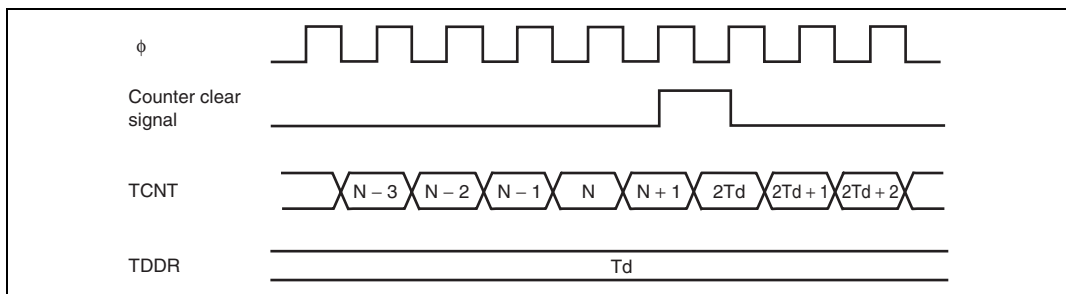 ϕ
Counter clear
signal
TCNT
N – 3 N – 2 N – 1 N N + 1 2Td 2Td + 1 2Td + 2
TDDR
Td